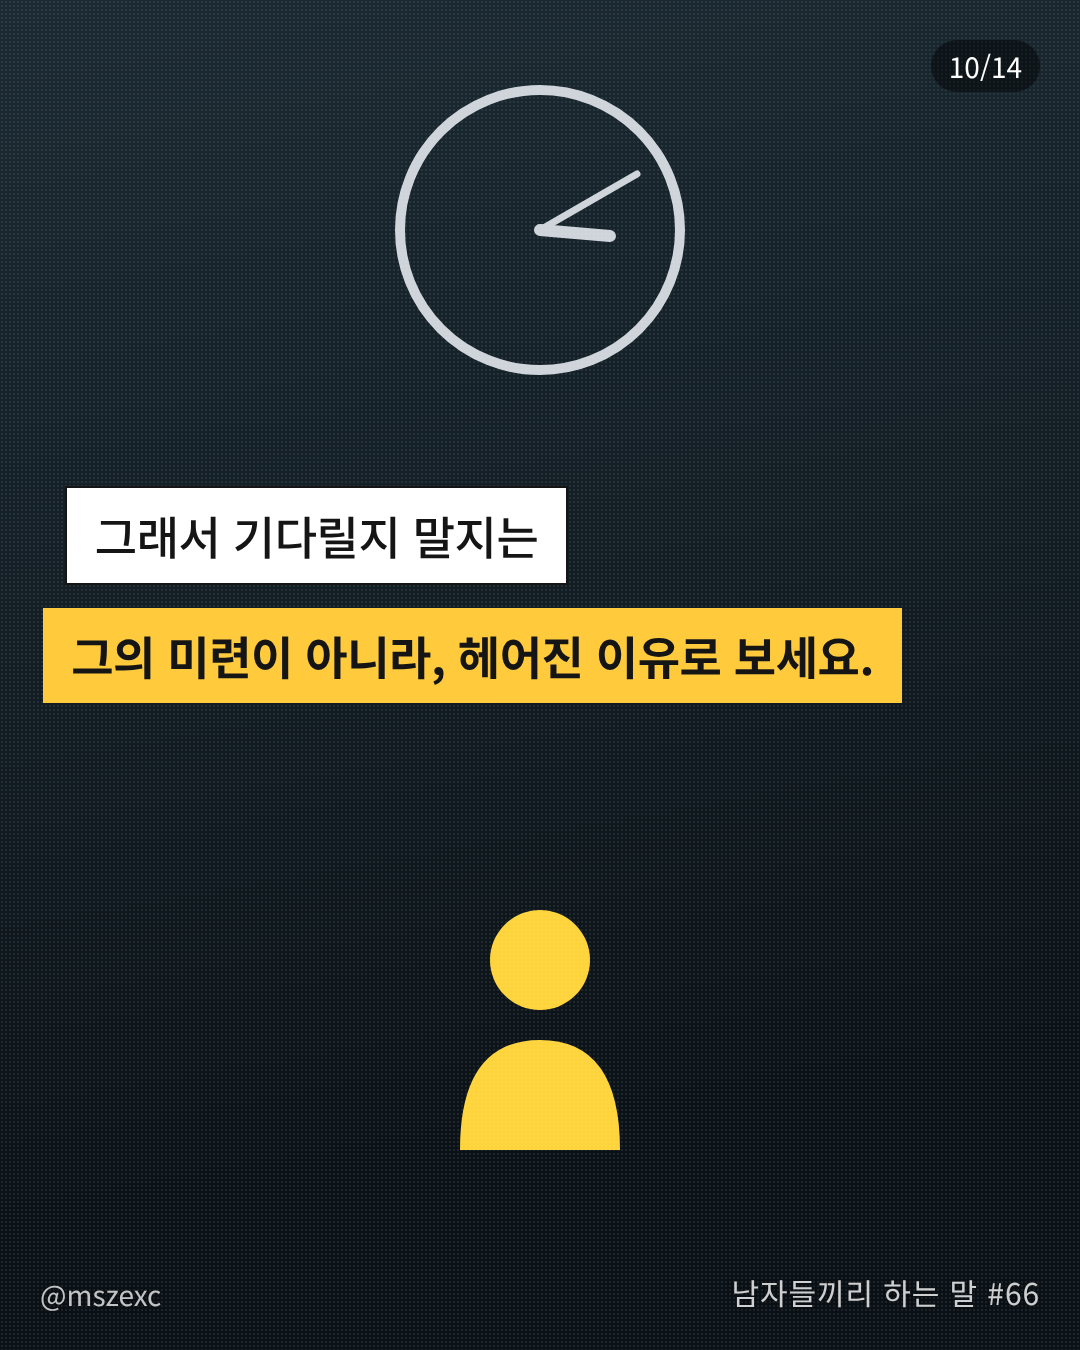 10/14
그래서 기다릴지 말지는
그의 미련이 아니라, 헤어진 이유로 보세요.
@mszexc
남자들끼리 하는 말 #66